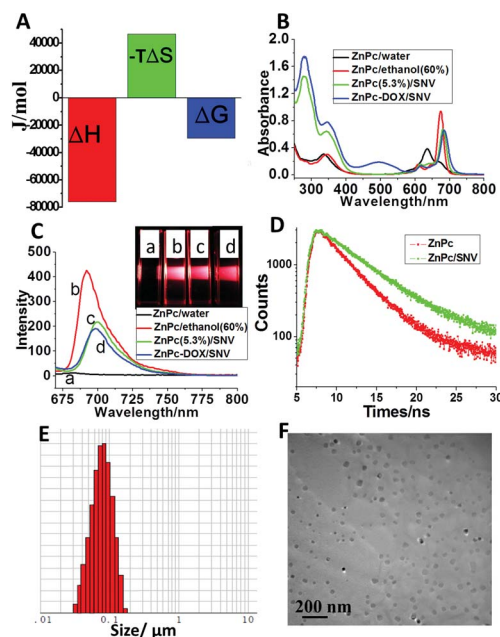 A
J/mol
40000
20000
0
-20000
-40000
-60000
-80000
ΔH
-TΔS
ΔG
B
Absorbance
2.0
1.6
1.2
0.8
0.4
0.0
ZnPc/water
ZnPc/ethanol(60%)
ZnPc(5.3%)/SNV
ZnPc-DOX/SNV
300 400 500 600 700 800
Wavelength/nm
C
Intensity
500
400
300
200
100
0
a b c d
b
c
d
a
ZnPc/water
ZnPc/ethanol(60%)
ZnPc(5.3%)/SNV
ZnPc-DOX/SNV
675 700 725 750 775 800
Wavelength/nm
D
Counts
1000
100
ZnPc
ZnPc/SNV
5 10 15 20 25 30
Times/ns
E
.01 0.1 1 10
Size/ μm
F
200 nm